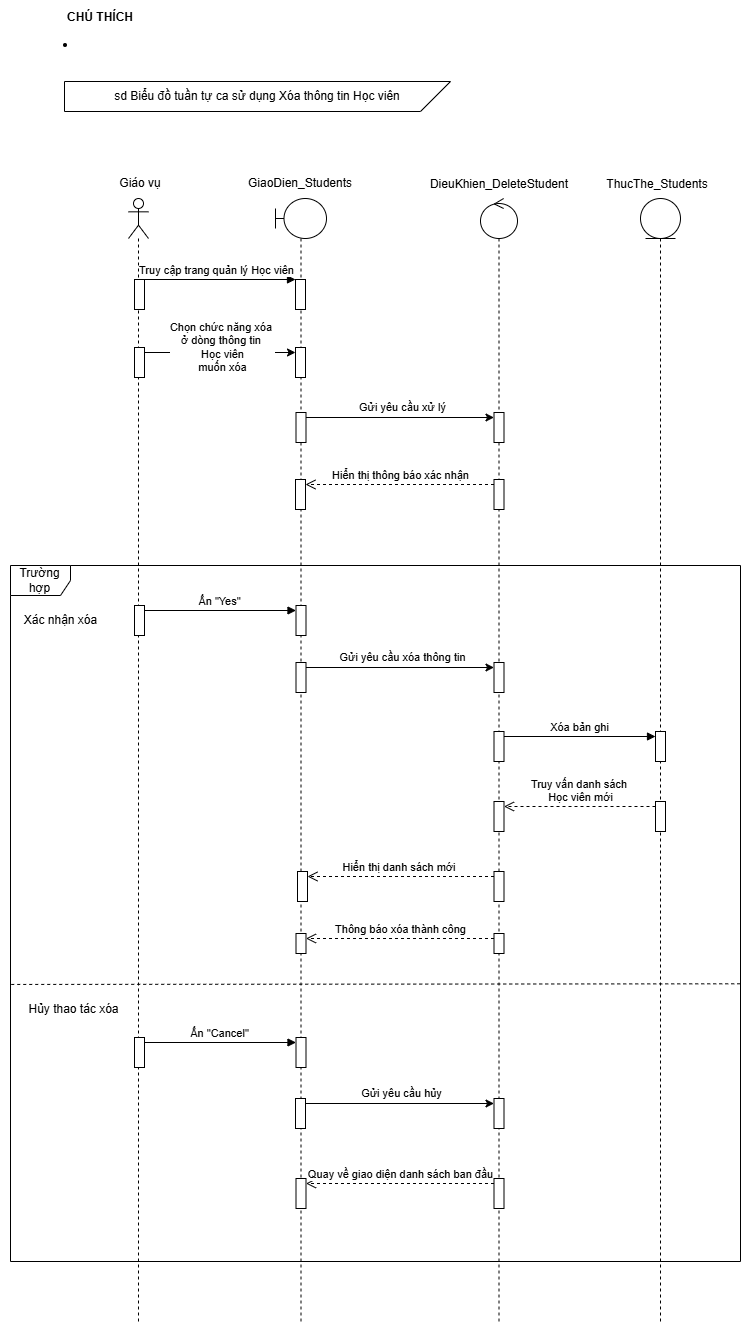 CHÚ THÍCH
sd Biểu đồ tuần tự ca sử dụng Xóa thông tin Học viên
Giáo vụ
GiaoDien_Students
DieuKhien_DeleteStudent
ThucThe_Students
Truy cập trang quản lý Học viên
Chọn chức năng xóa
ở dòng thông tin
Học viên
muốn xóa
Gửi yêu cầu xử lý
Hiển thị thông báo xác nhận
Trường
hợp
Xác nhận xóa
Ấn "Yes"
Gửi yêu cầu xóa thông tin
Xóa bản ghi
Truy vấn danh sách
Học viên mới
Hiển thị danh sách mới
Thông báo xóa thành công
Hủy thao tác xóa
Ấn "Cancel"
Gửi yêu cầu hủy
Quay về giao diện danh sách ban đầu